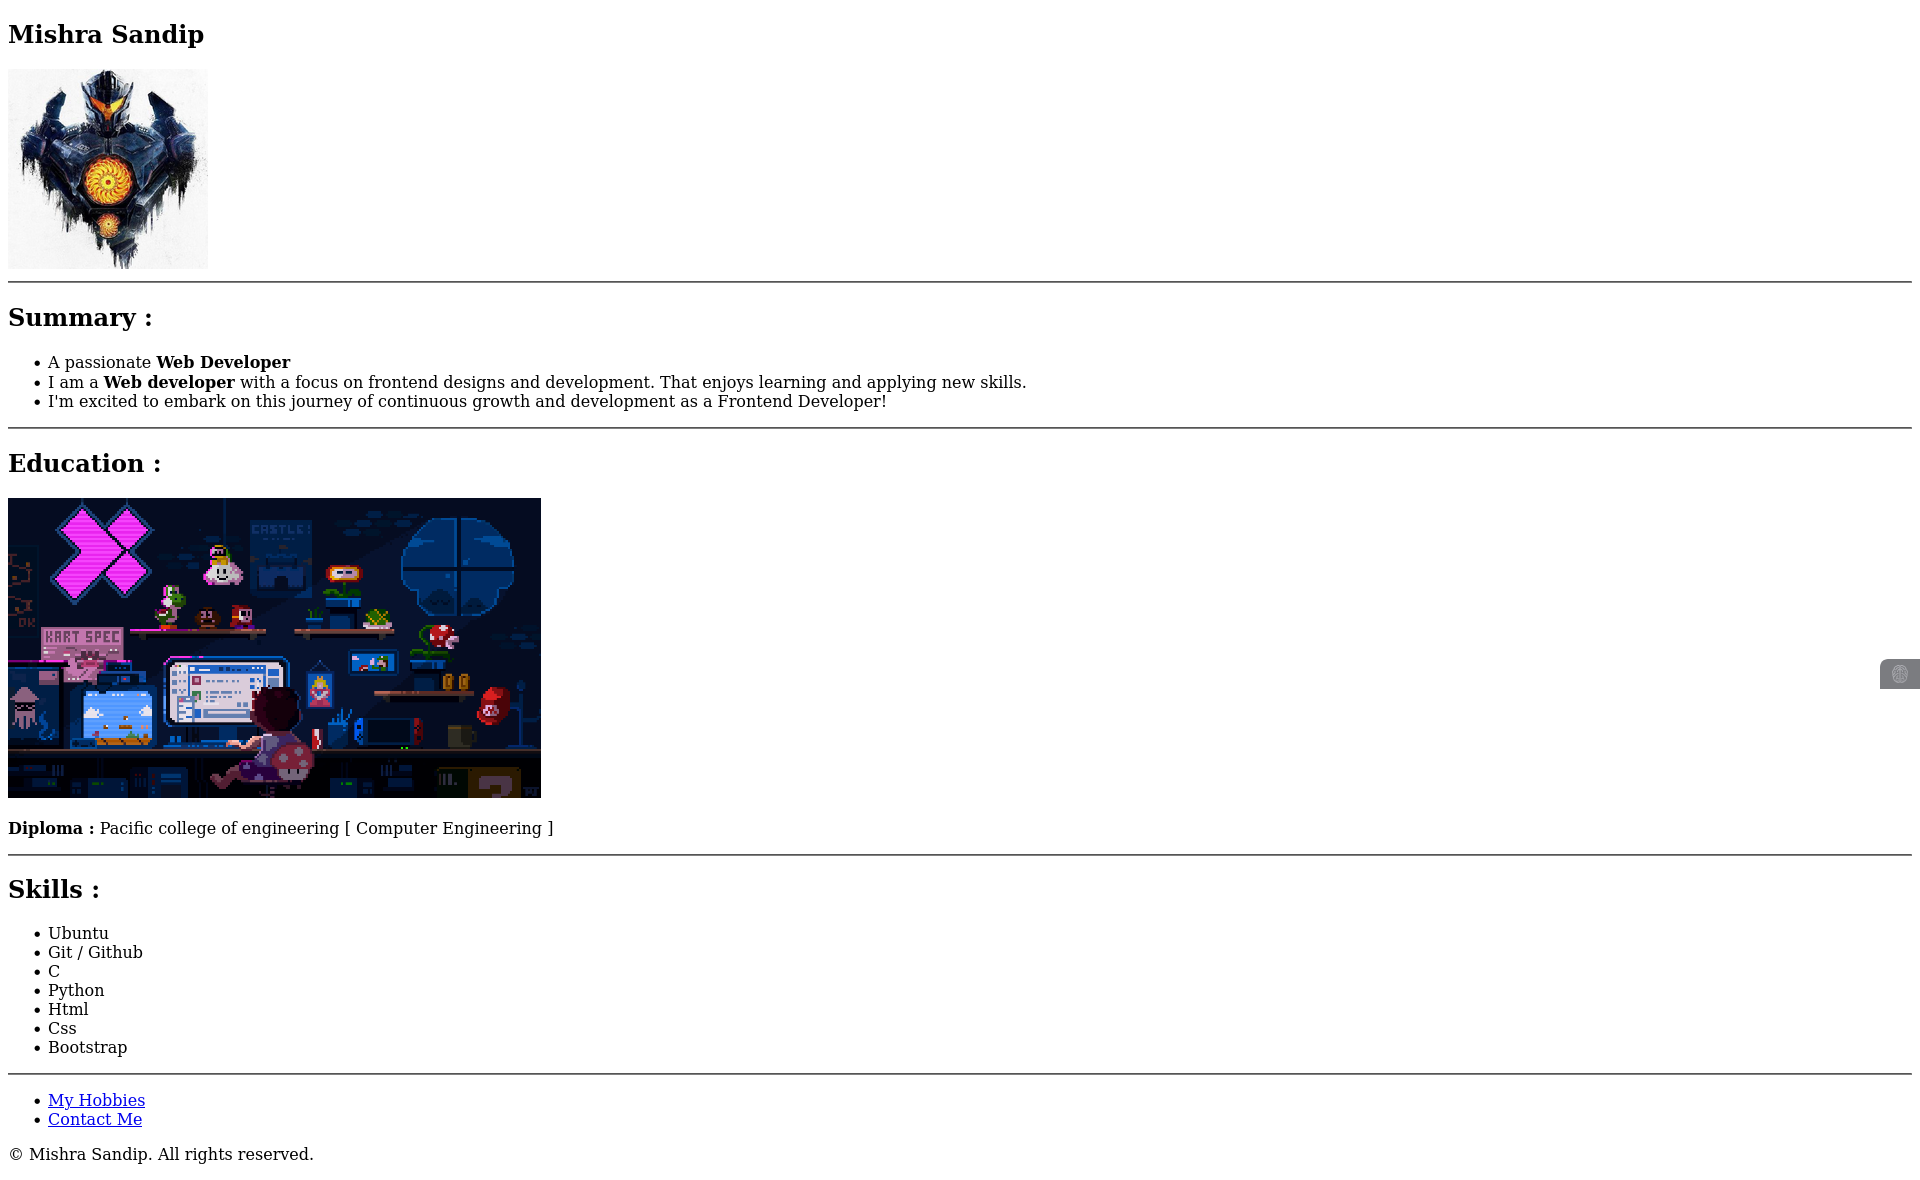 Mishra Sandip
Summary :
A passionate Web Developer
I am a Web developer with a focus on frontend designs and development. That enjoys learning and applying new skills.
I'm excited to embark on this journey of continuous growth and development as a Frontend Developer!
Education :
CASTLE:
DK
KART SPEC
Diploma : Pacific college of engineering [ Computer Engineering ]
Skills :
Ubuntu
Git / Github
C
Python
Html
Css
Bootstrap
My Hobbies
Contact Me
© Mishra Sandip. All rights reserved.